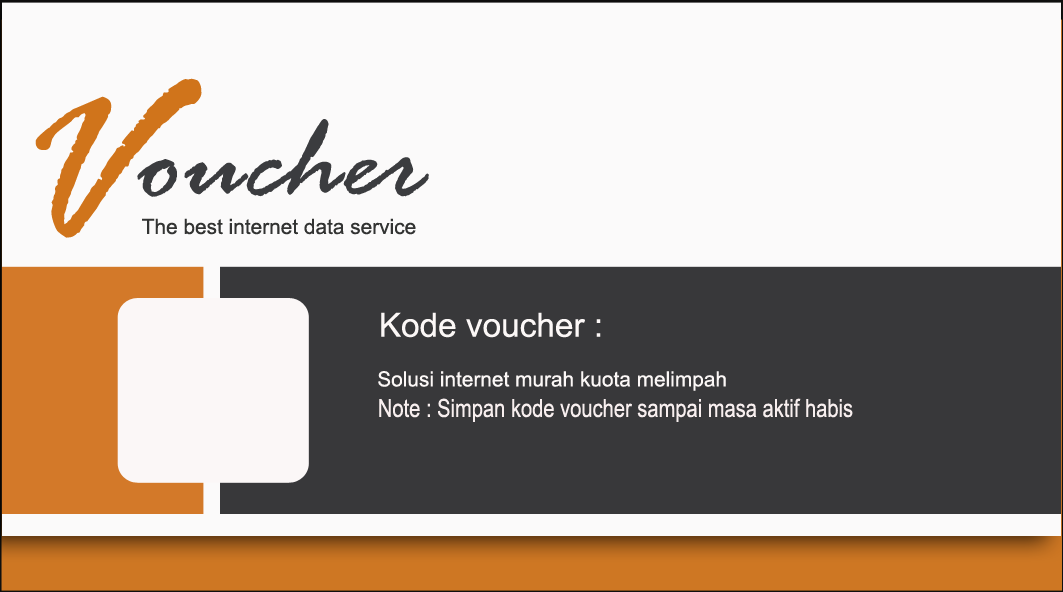 Voucher
The best internet data service
Kode voucher :
Solusi internet murah kuota melimpah
Note : Simpan kode voucher sampai masa aktif habis